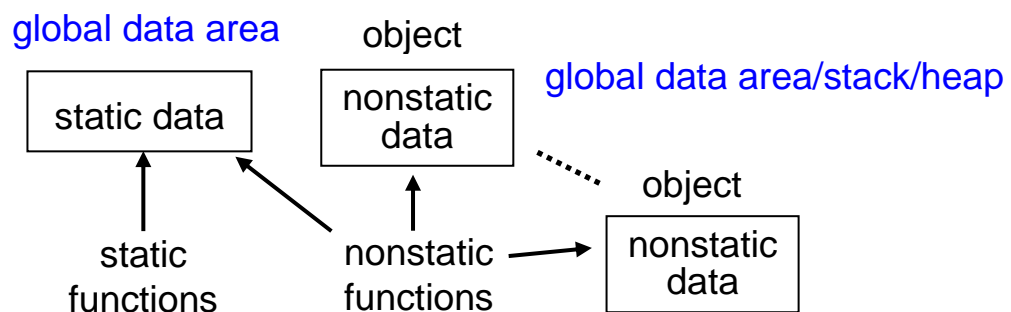 global data area
object
global data area/stack/heap
static data
nonstatic
data
object
static
functions
nonstatic
functions
nonstatic
data